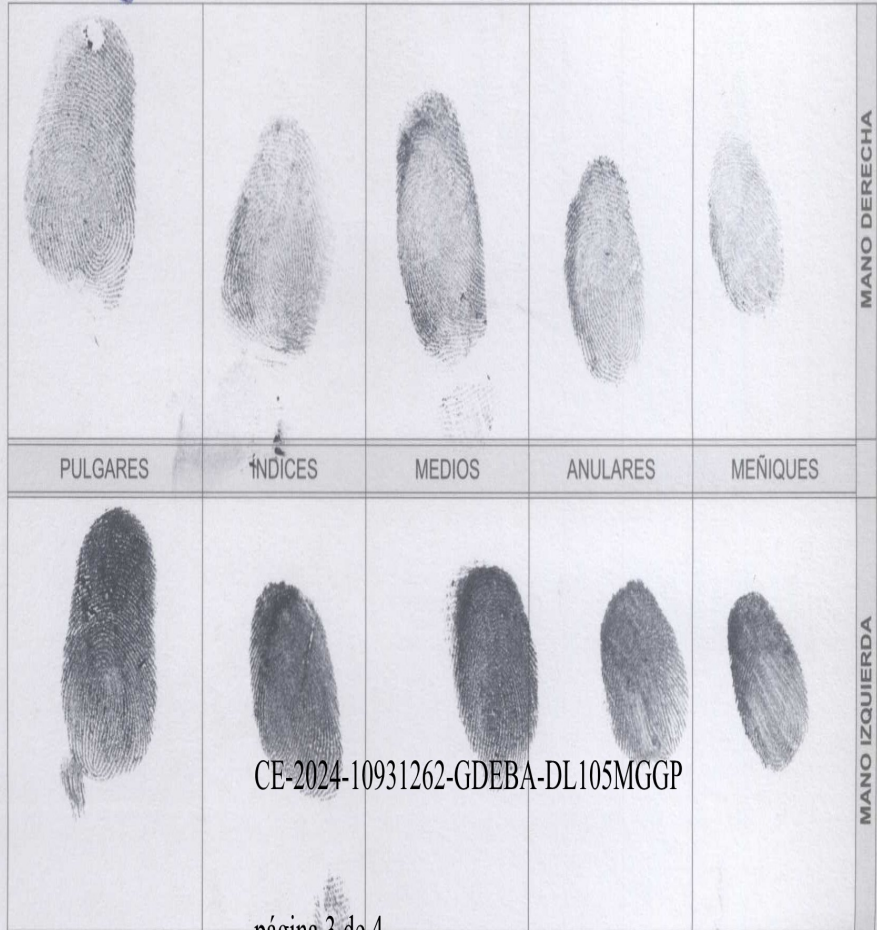 MANO DERECHA
PULGARES ÍNDICES MEDIOS ANULARES MEÑIQUES
MANO IZQUIERDA
CE-2024-10931262-GDEBA-DL105MGGP
página 3 de 4